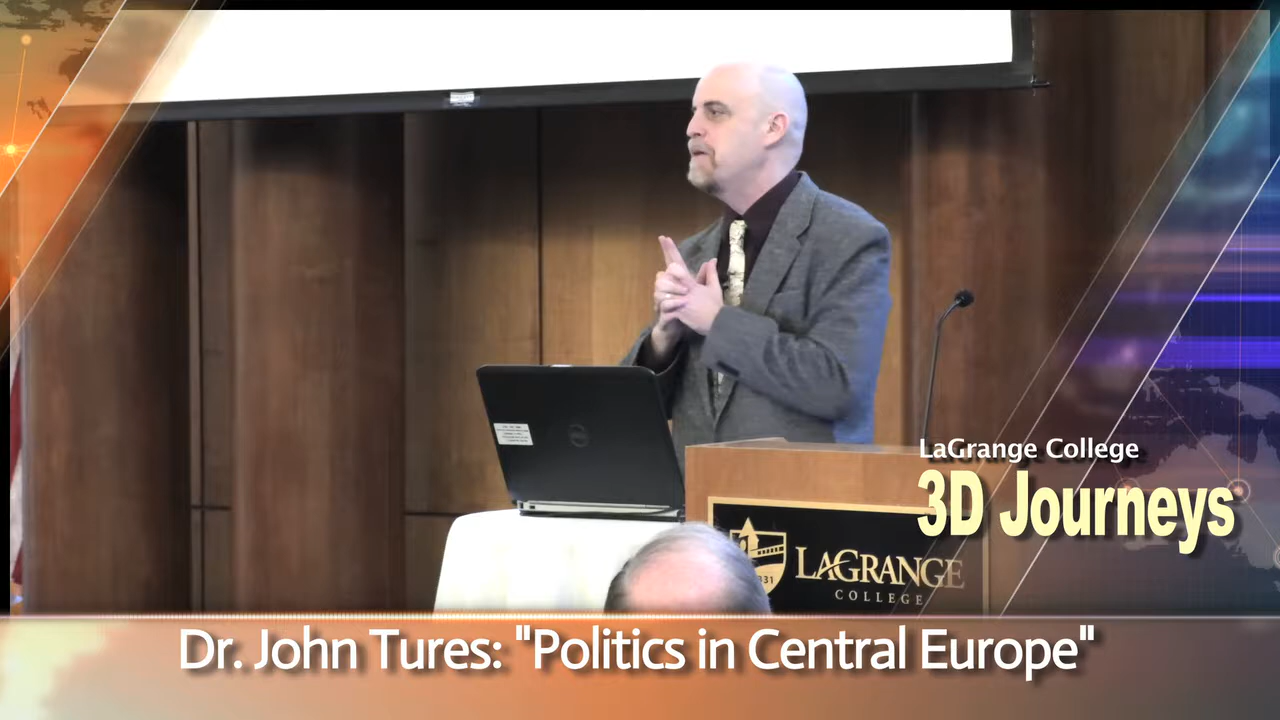 LaGrange College
3D Journeys
LAGRANGE
COLLEGE
Dr. John Tures: "Politics in Central Europe"